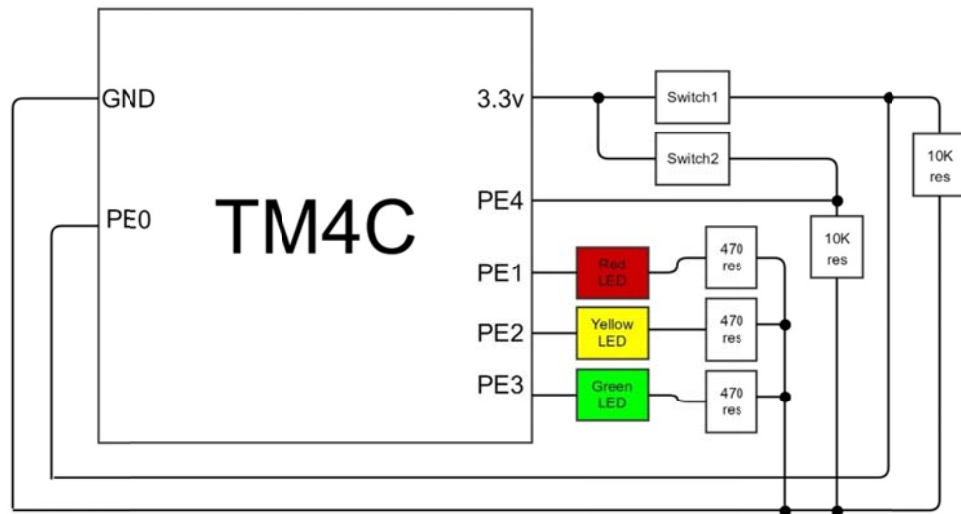 GND
3.3v
Switch1
10K
res
Switch2
PE0
TM4C
PE4
10K
res
PE1
Red
LED
470
res
PE2
Yellow
LED
470
res
PE3
Green
LED
470
res